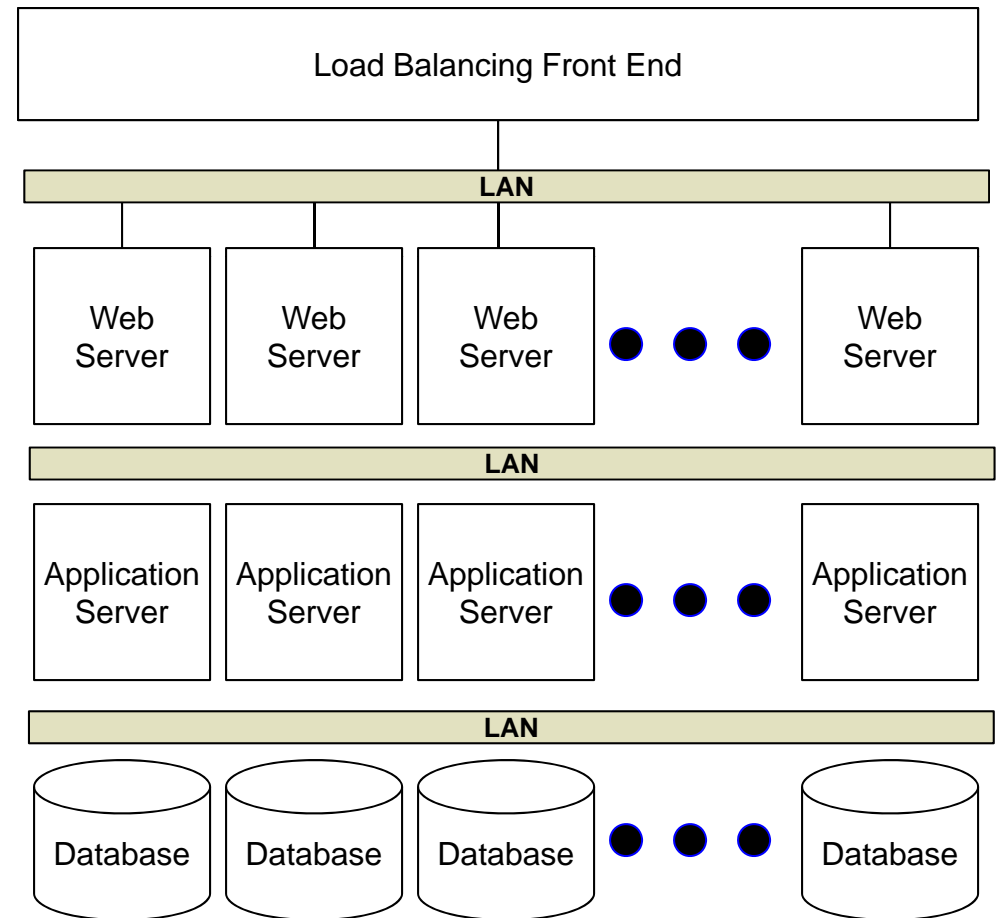 Load Balancing Front End
LAN
Web Web Web Web
Server Server Server Server
LAN
Application Application Application Application
Server Server Server Server
LAN
Database Database Database Database